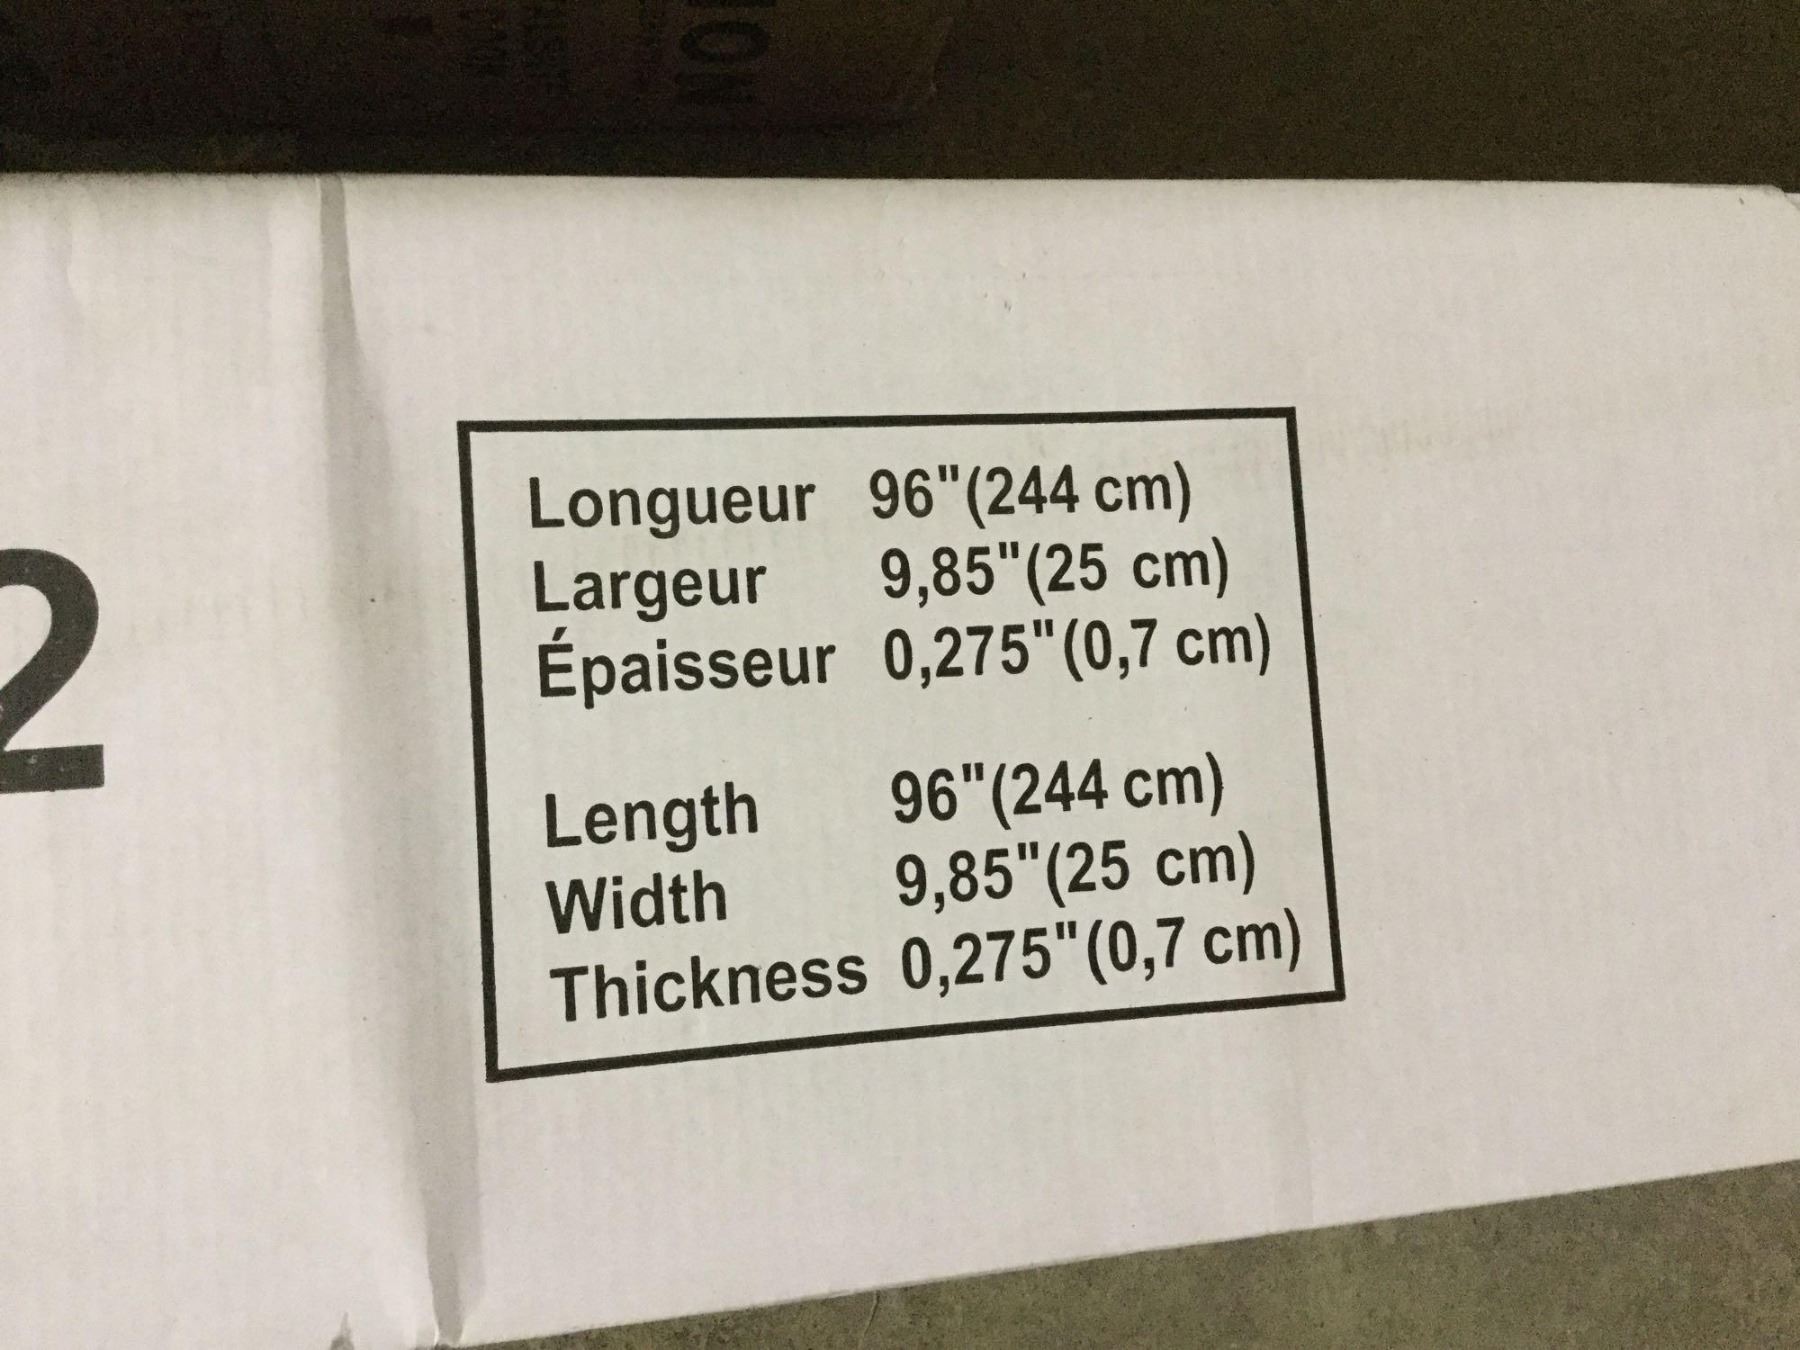 2
Longueur 96"(244 cm)
Largeur 9,85"(25 cm)
Épaisseur 0,275"(0,7 cm)
Length 96"(244 cm)
Width 9,85"(25 cm)
Thickness 0,275"(0,7 cm)